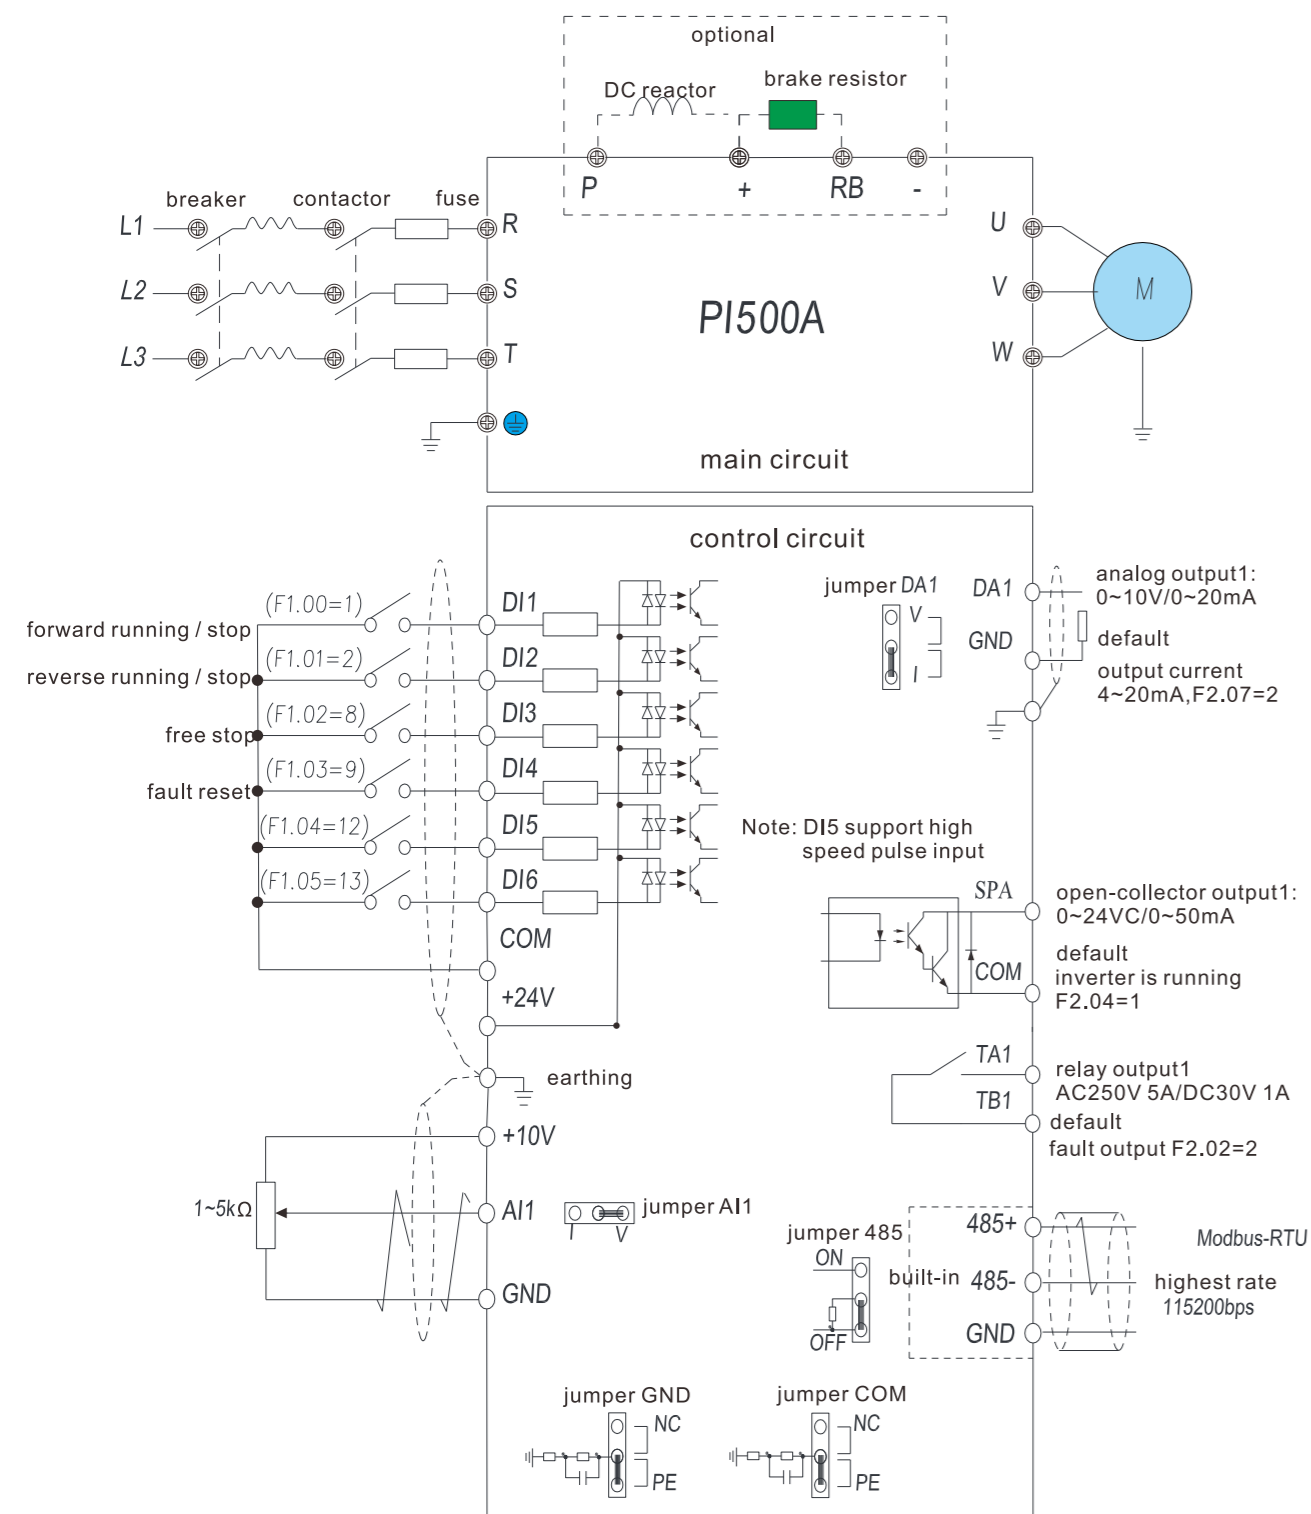 optional
DC reactor
brake resistor
P
+
RB
-
breaker
contactor
fuse
L1
R
U
L2
S
V
M
PI500A
L3
T
W
main circuit
control circuit
(F1.00=1)
DI1
jumper DA1
DA1
analog output1:
0~10V/0~20mA
V
forward running / stop
GND
default
(F1.01=2)
DI2
reverse running / stop
I
output current
4~20mA,F2.07=2
(F1.02=8)
DI3
free stop
(F1.03=9)
DI4
fault reset
(F1.04=12)
DI5
Note: DI5 support high
speed pulse input
(F1.05=13)
DI6
SPA
open-collector output1:
0~24VC/0~50mA
COM
default
COM
inverter is running
+24V
F2.04=1
TA1
relay output1
earthing
AC250V 5A/DC30V 1A
TB1
default
+10V
fault output F2.02=2
1~5kΩ
AI1
jumper AI1
I
V
485+
jumper 485
Modbus-RTU
ON
built-in
485-
highest rate
GND
115200bps
GND
OFF
jumper GND
jumper COM
NC
NC
PE
PE